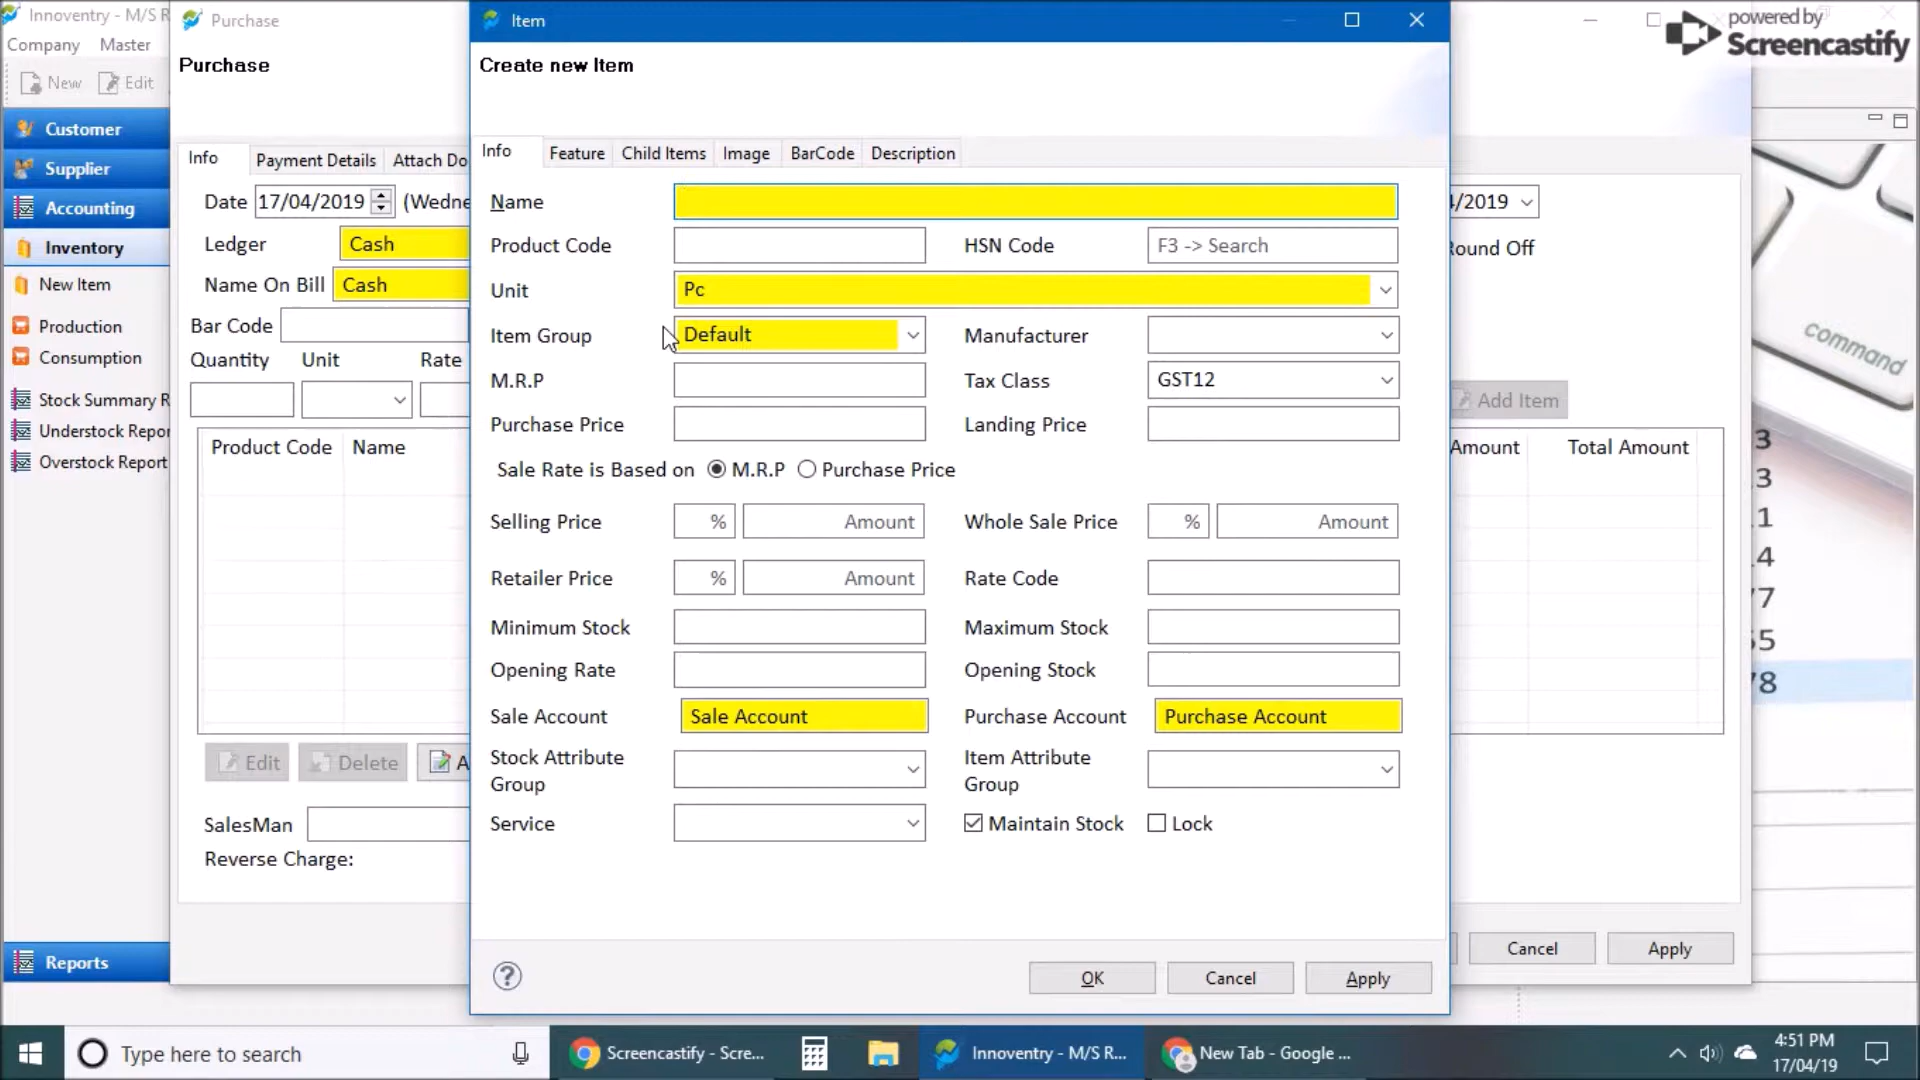 Innoventry - M/S R
Purchase
Item
powered by
Screencastify
Company Master
Purchase
Create new Item
New Edit
Customer
Supplier
Accounting
Inventory
New Item
Production
Consumption
Stock Summary R
Understock Repor
Overstock Report
Reports
Info Payment Details Attach Do
Date 17/04/2019 (Wedne
Ledger Cash
Name On Bill Cash
Bar Code
Quantity Unit Rate
Product Code Name
Edit Delete A
SalesMan
Reverse Charge:
Info Feature Child Items Image BarCode Description
Name
Product Code HSN Code F3 -> Search
Unit Pc
Item Group Default Manufacturer
M.R.P Tax Class GST12
Purchase Price Landing Price
Sale Rate is Based on M.R.P Purchase Price
Selling Price % Amount Whole Sale Price % Amount
Retailer Price % Amount Rate Code
Minimum Stock Maximum Stock
Opening Rate Opening Stock
Sale Account Sale Account Purchase Account Purchase Account
Stock Attribute Group Item Attribute Group
Service Maintain Stock Lock
? OK Cancel Apply
4/2019
Round Off
Add Item
Amount Total Amount
Cancel Apply
command
3
3
1
4
77
55
78
Type here to search
Screencastify - Scre...
Innoventry - M/S R...
New Tab - Google ...
4:51 PM
17/04/19